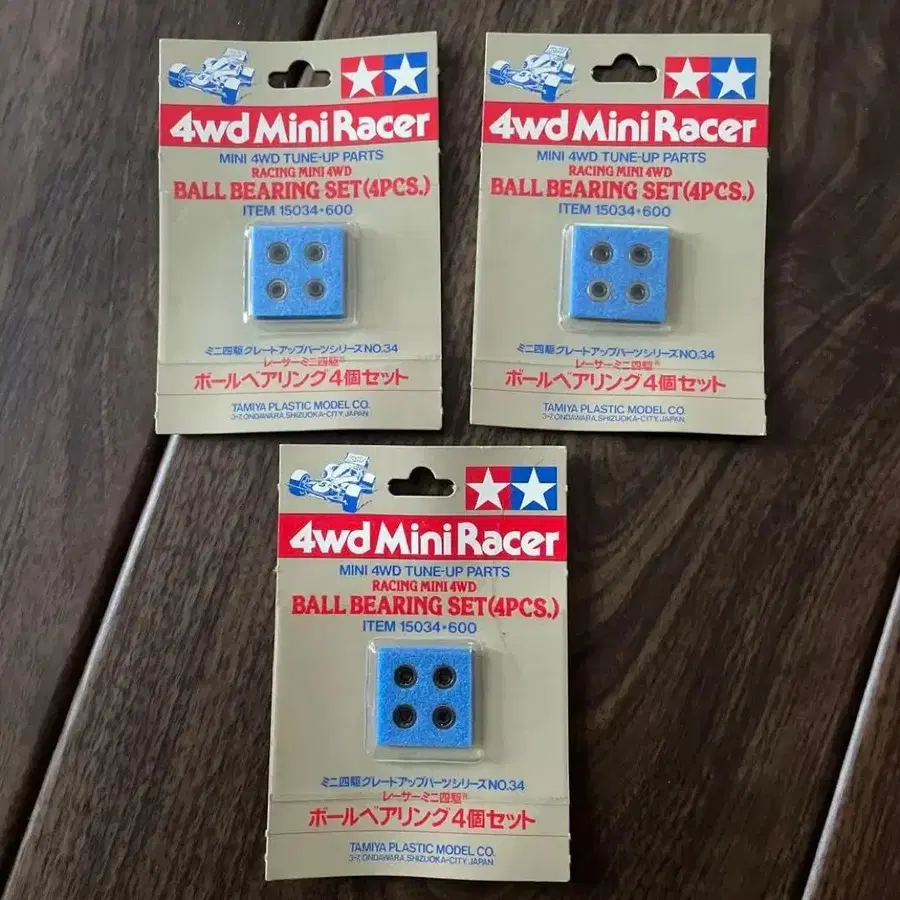 4wd Mini Racer
MINI 4WD TUNE-UP PARTS
RACING MINI 4WD
BALL BEARING SET(4PCS.)
ITEM 15034•600
ミニ四駆グレードアップパーツシリーズNO.34
レーサーミニ四駆®
ボールベアリング4個セット
TAMIYA PLASTIC MODEL CO.
3-7, ONDAWARA, SHIZUOKA-CITY, JAPAN.
4wd Mini Racer
MINI 4WD TUNE-UP PARTS
RACING MINI 4WD
BALL BEARING SET(4PCS.)
ITEM 15034•600
ミニ四駆グレードアップパーツシリーズNO.34
レーサーミニ四駆®
ボールベアリング4個セット
TAMIYA PLASTIC MODEL CO.
3-7, ONDAWARA, SHIZUOKA-CITY, JAPAN.
4wd Mini Racer
MINI 4WD TUNE-UP PARTS
RACING MINI 4WD
BALL BEARING SET(4PCS.)
ITEM 15034•600
ミニ四駆グレードアップパーツシリーズNO.34
レーサーミニ四駆®
ボールベアリング4個セット
TAMIYA PLASTIC MODEL CO.
3-7, ONDAWARA, SHIZUOKA-CITY, JAPAN.